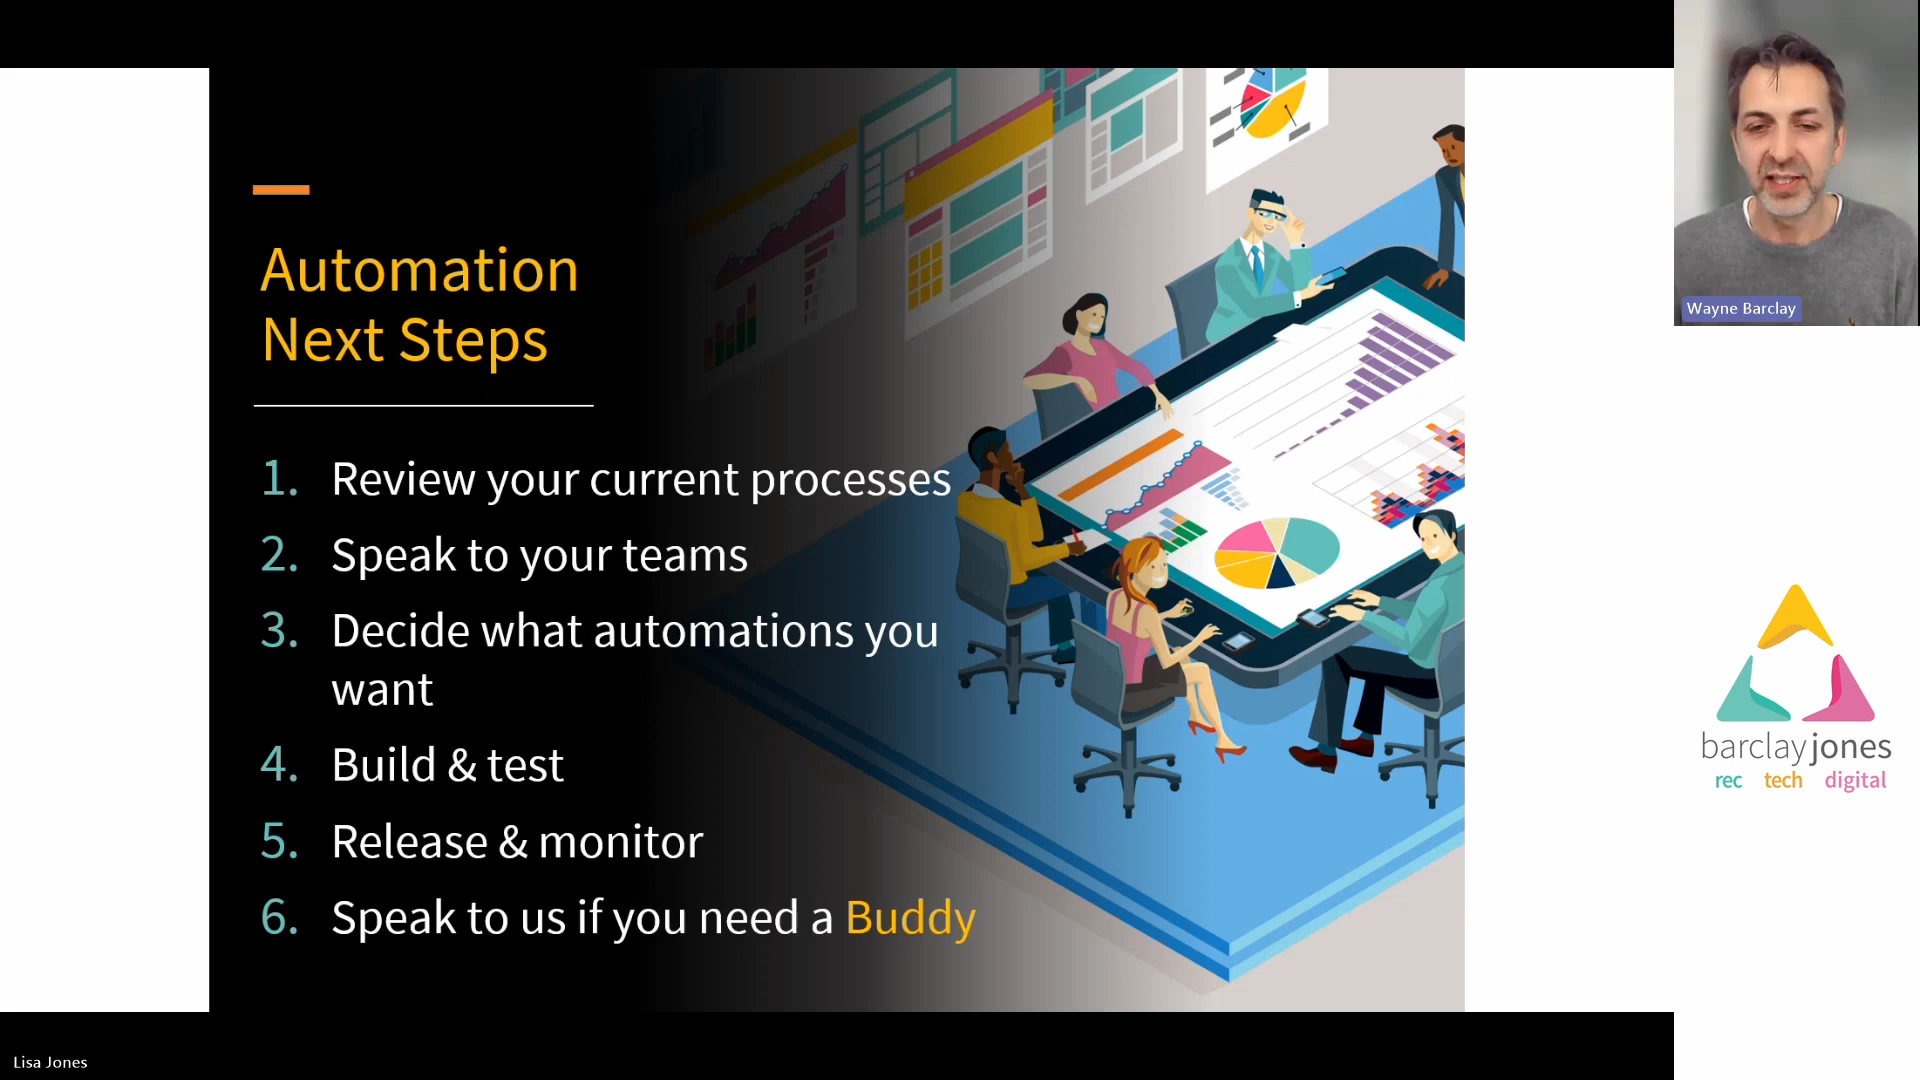 Automation
Next Steps
1. Review your current processes
2. Speak to your teams
3. Decide what automations you
want
4. Build & test
5. Release & monitor
6. Speak to us if you need a Buddy
Wayne Barclay
barclayjones
rec tech digital
Lisa Jones